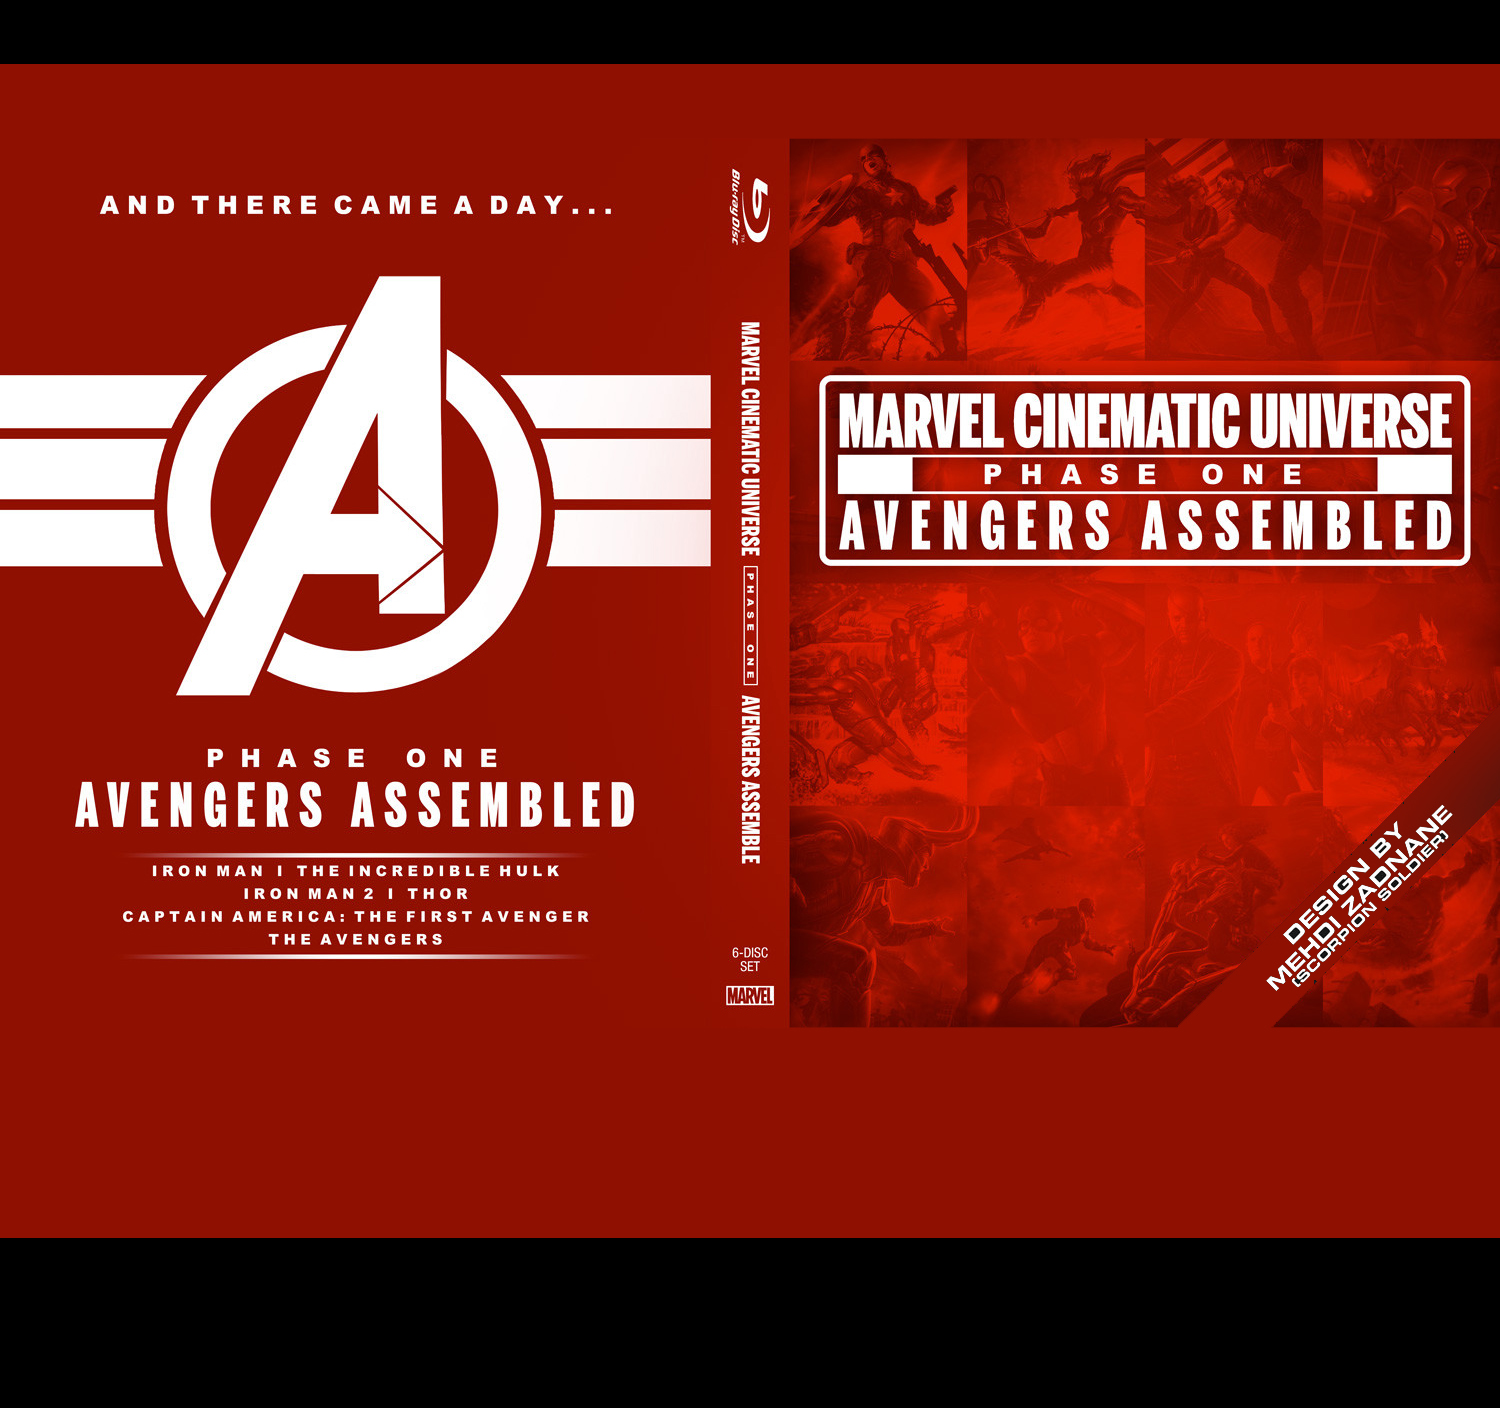 AND THERE CAME A DAY...
PHASE ONE
AVENGERS ASSEMBLED
IRON MAN | THE INCREDIBLE HULK
IRON MAN 2 | THOR
CAPTAIN AMERICA: THE FIRST AVENGER
THE AVENGERS
Blu-ray Disc™
MARVEL CINEMATIC UNIVERSE PHASE ONE AVENGERS ASSEMBLE
6-DISC
SET
MARVEL
MARVEL CINEMATIC UNIVERSE
PHASE ONE
AVENGERS ASSEMBLED
DESIGN BY
MEHDI ZADNANE
(SCORPION SOLDIER)